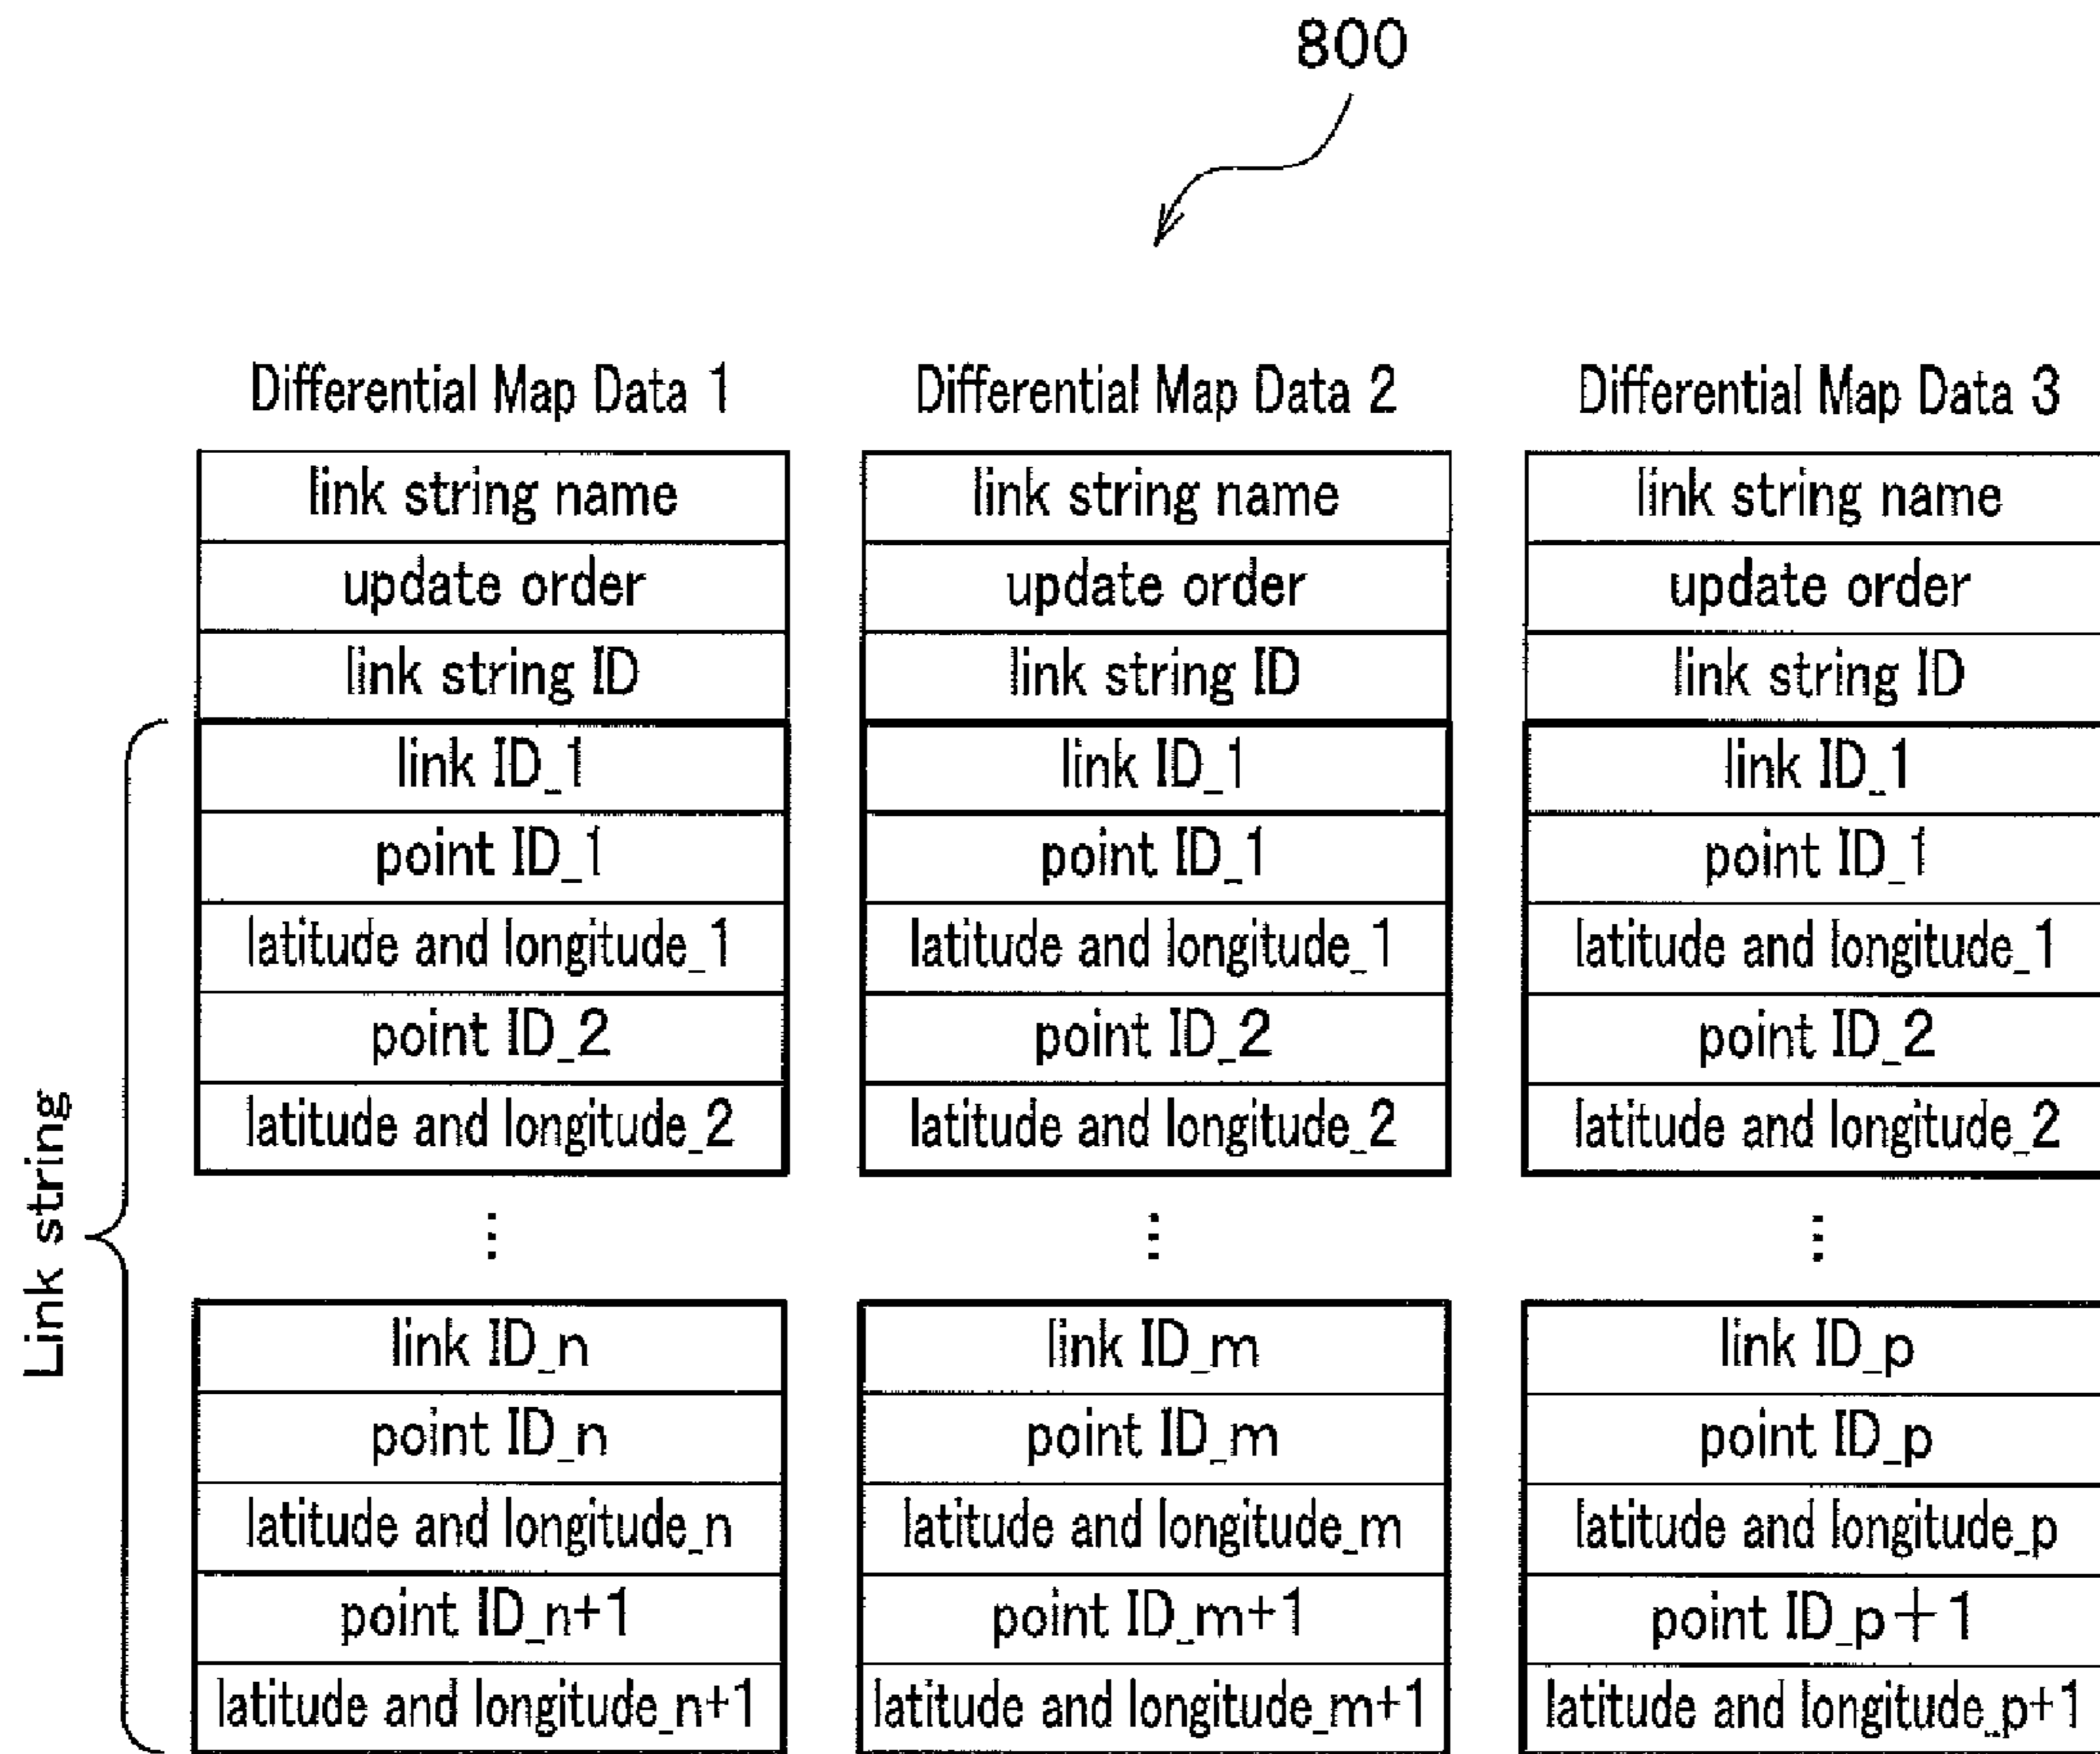 800
Differential Map Data 1
link string name
update order
link string ID
link ID_1
point ID_1
latitude and longitude_1
point ID_2
latitude and longitude_2
⋮
link ID_n
point ID_n
latitude and longitude_n
point ID_n+1
latitude and longitude_n+1
Link string
Differential Map Data 2
link string name
update order
link string ID
link ID_1
point ID_1
latitude and longitude_1
point ID_2
latitude and longitude_2
⋮
link ID_m
point ID_m
latitude and longitude_m
point ID_m+1
latitude and longitude_m+1
Differential Map Data 3
link string name
update order
link string ID
link ID_1
point ID_1
latitude and longitude_1
point ID_2
latitude and longitude_2
⋮
link ID_p
point ID_p
latitude and longitude_p
point ID_p+1
latitude and longitude_p+1